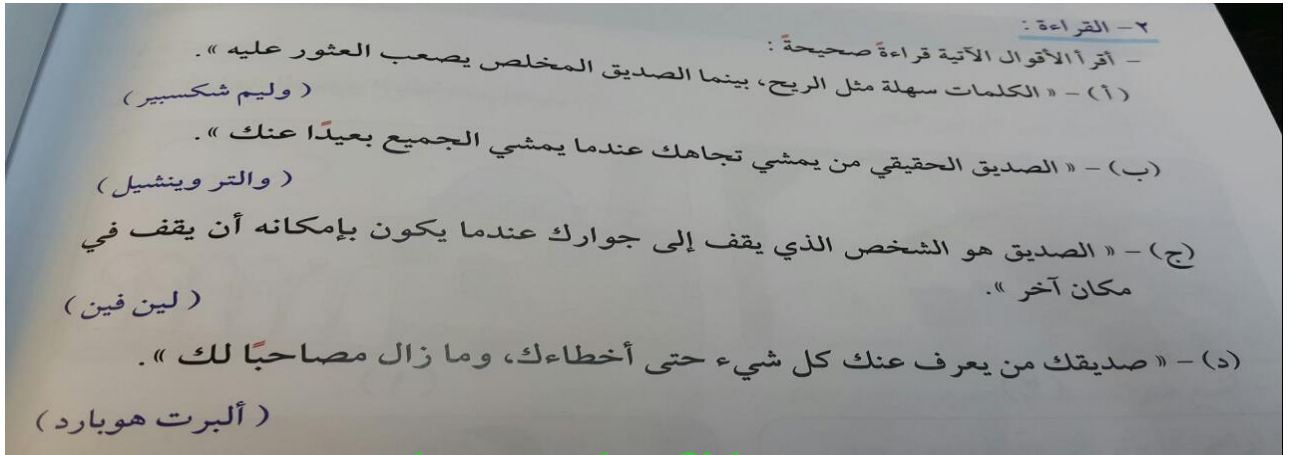 ٢ - القراءة :
- أقرأ الأقوال الآتية قراءةً صحيحةً :
( أ ) - « الكلمات سهلة مثل الريح، بينما الصديق المخلص يصعب العثور عليه ».
( وليم شكسبير )
(ب) - « الصديق الحقيقي من يمشي تجاهك عندما يمشي الجميع بعيدًا عنك ».
( والتر وينشيل )
(ج) - « الصديق هو الشخص الذي يقف إلى جوارك عندما يكون بإمكانه أن يقف في
مكان آخر ».
( لين فين )
(د) - « صديقك من يعرف عنك كل شيء حتى أخطاءك، وما زال مصاحبًا لك ».
( ألبرت هوبارد )